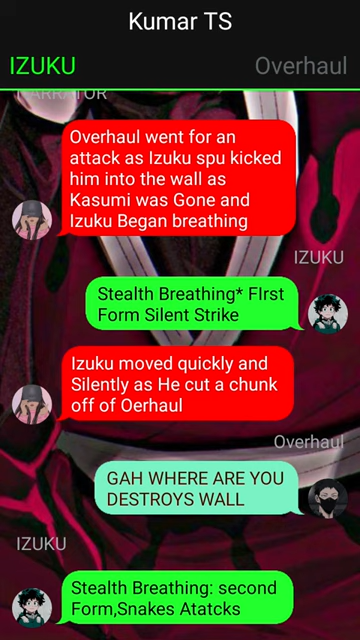 Kumar TS
IZUKU
Overhaul
NARRATOR
Overhaul went for an
attack as Izuku spu kicked
him into the wall as
Kasumi was Gone and
Izuku Began breathing
IZUKU
Stealth Breathing* FIrst
Form Silent Strike
Izuku moved quickly and
Silently as He cut a chunk
off of Oerhaul
Overhaul
GAH WHERE ARE YOU
DESTROYS WALL
IZUKU
Stealth Breathing: second
Form,Snakes Atatcks